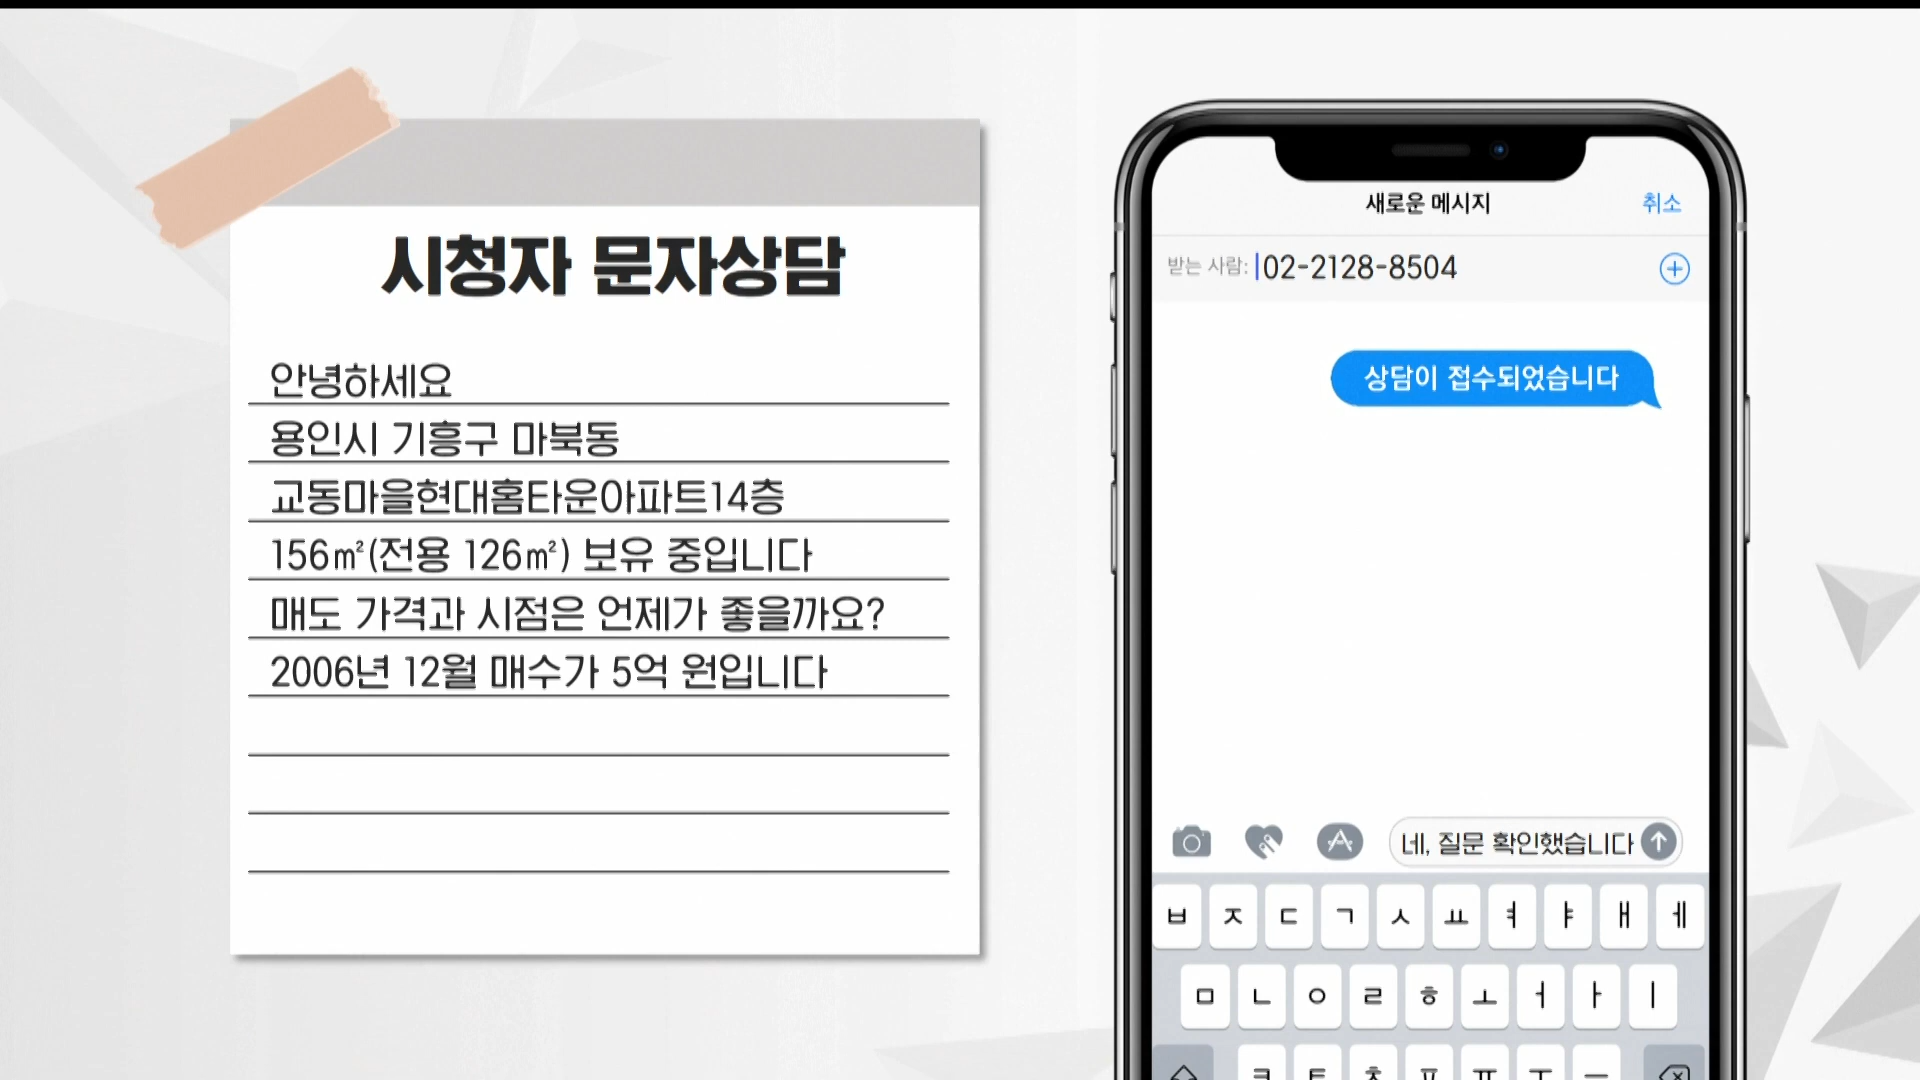 시청자 문자상담
안녕하세요
용인시 기흥구 마북동
교동마을현대홈타운아파트14층
156㎡(전용 126㎡) 보유 중입니다
매도 가격과 시점은 언제가 좋을까요?
2006년 12월 매수가 5억 원입니다
새로운 메시지
취소
받는 사람: 02-2128-8504
상담이 접수되었습니다
네, 질문 확인했습니다
ㅂ ㅈ ㄷ ㄱ ㅅ ㅛ ㅕ ㅑ ㅐ ㅔ
ㅁ ㄴ ㅇ ㄹ ㅎ ㅗ ㅓ ㅏ ㅣ
ㅋ ㅌ ㅊ ㅍ ㅠ ㅜ ㅡ